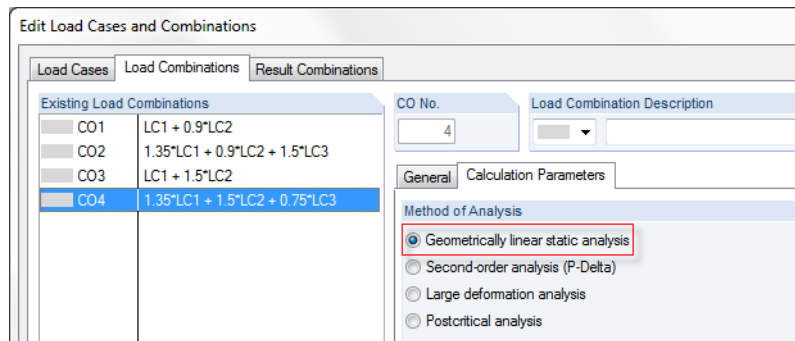 Edit Load Cases and Combinations
Load Cases Load Combinations Result Combinations
Existing Load Combinations
CO1 LC1 + 0.9*LC2
CO2 1.35*LC1 + 0.9*LC2 + 1.5*LC3
CO3 LC1 + 1.5*LC2
CO4 1.35*LC1 + 1.5*LC2 + 0.75*LC3
CO No.
4
Load Combination Description
General Calculation Parameters
Method of Analysis
Geometrically linear static analysis
Second-order analysis (P-Delta)
Large deformation analysis
Postcritical analysis